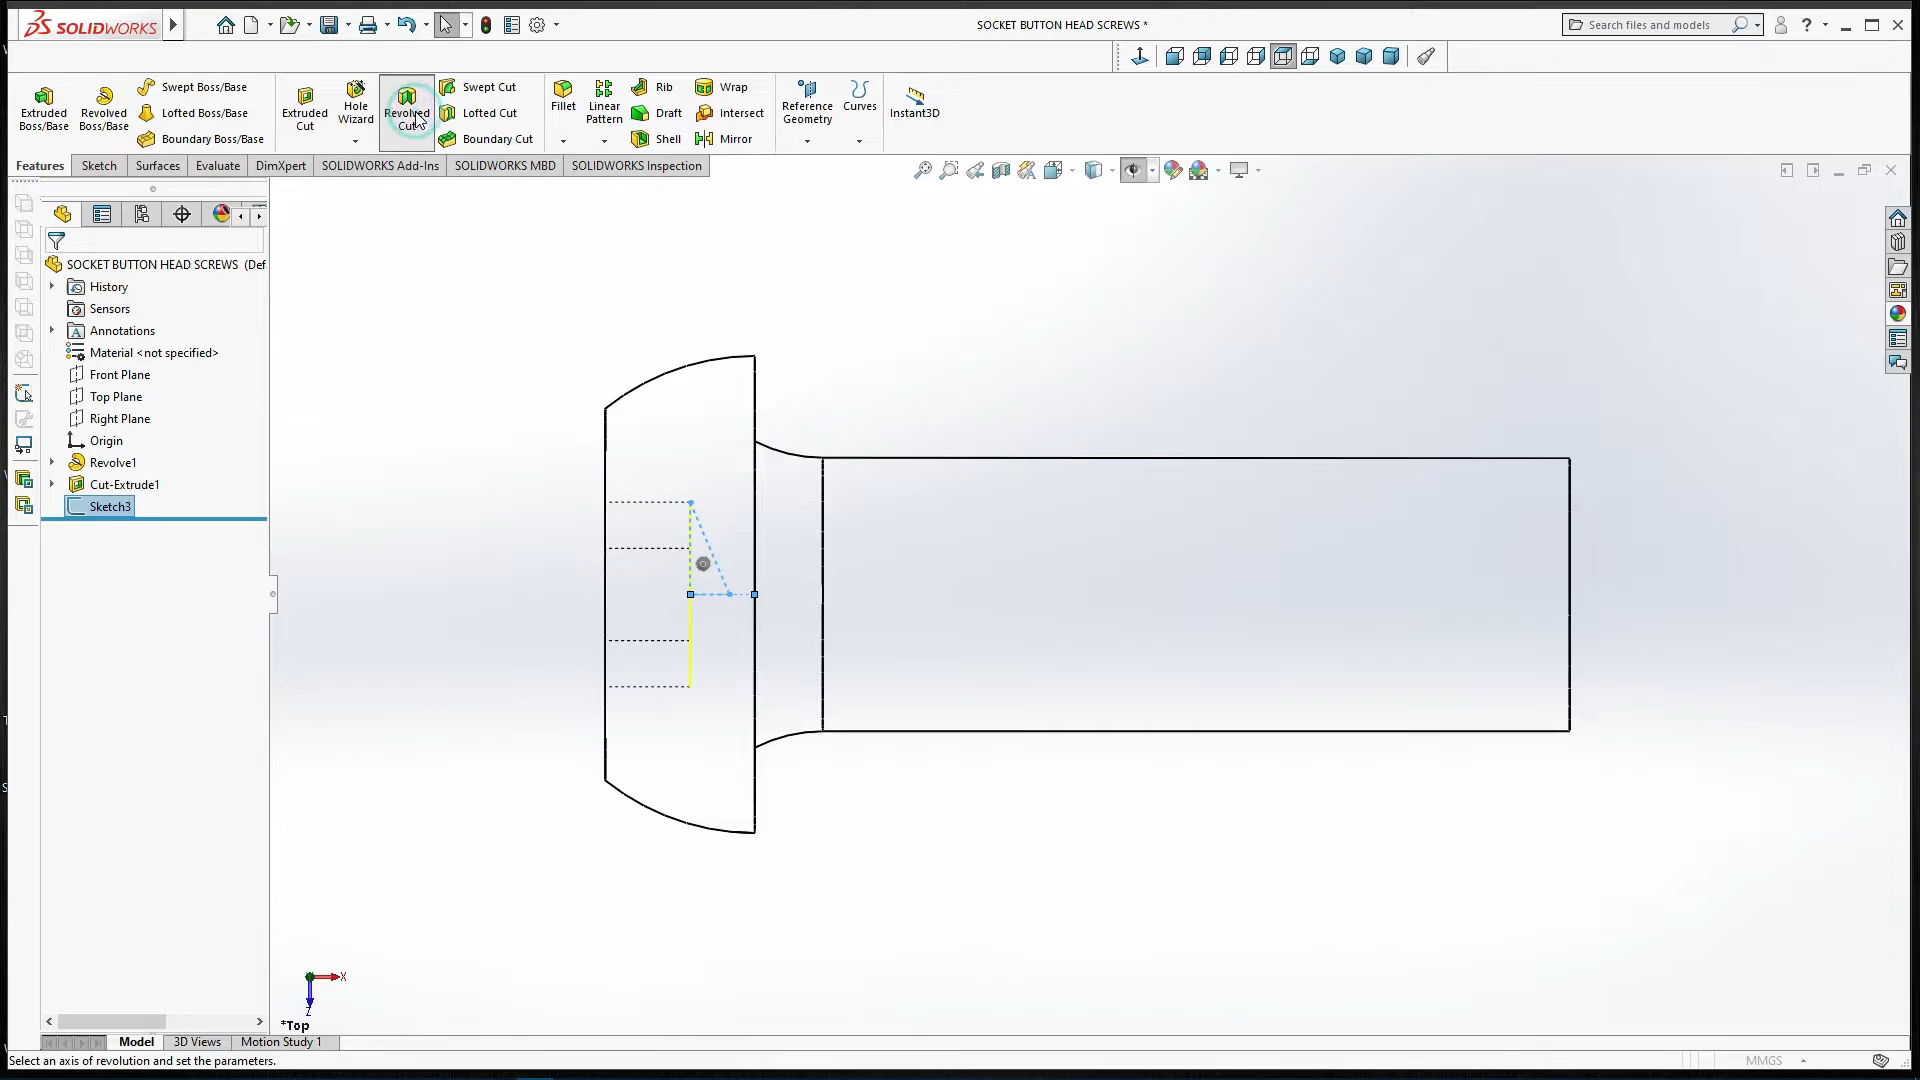 SOLIDWORKS
SOCKET BUTTON HEAD SCREWS *
Search files and models
?
Extruded Boss/Base
Revolved Boss/Base
Swept Boss/Base
Lofted Boss/Base
Boundary Boss/Base
Extruded Cut
Hole Wizard
Revolved Cut
Swept Cut
Lofted Cut
Boundary Cut
Fillet
Linear Pattern
Rib
Draft
Shell
Wrap
Intersect
Mirror
Reference Geometry
Curves
Instant3D
Features
Sketch
Surfaces
Evaluate
DimXpert
SOLIDWORKS Add-Ins
SOLIDWORKS MBD
SOLIDWORKS Inspection
SOCKET BUTTON HEAD SCREWS (Def
History
Sensors
Annotations
Material <not specified>
Front Plane
Top Plane
Right Plane
Origin
Revolve1
Cut-Extrude1
Sketch3
X
Z
*Top
Model
3D Views
Motion Study 1
Select an axis of revolution and set the parameters.
MMGS